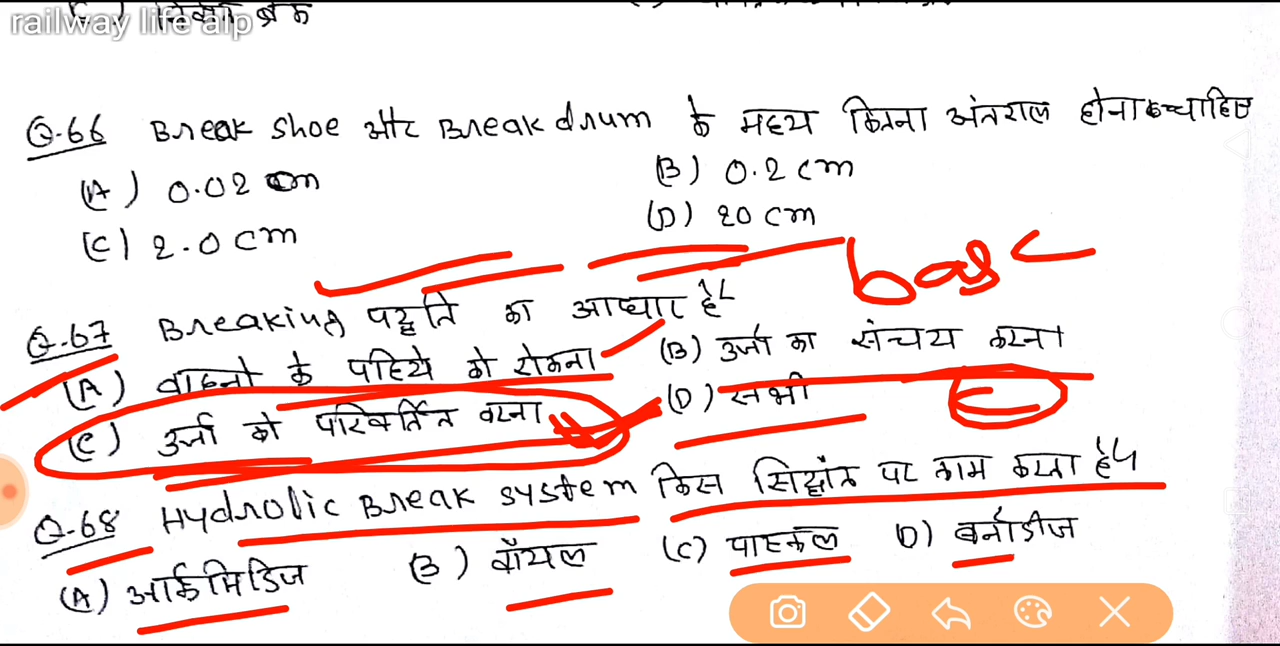 railway life alp
Q.66 Break shoe और Break drum के मध्य कितना अंतराल होना चाहिए
(A) 0.02 cm (B) 0.2 cm
(C) 2.0 cm (D) 20 cm
basc
Q.67 Breaking पद्धति का आधार है।
(A) वाहनो के पहिये को रोकना (B) उर्जा का संचय करना।
(C) उर्जा को परिवर्तित करना (D) सभी
Q.68 Hydrolic Break system किस सिद्धांत पर काम करता है।
(A) आर्कमिडिज (B) बॉयल (C) पास्कल D) बर्नाडीज